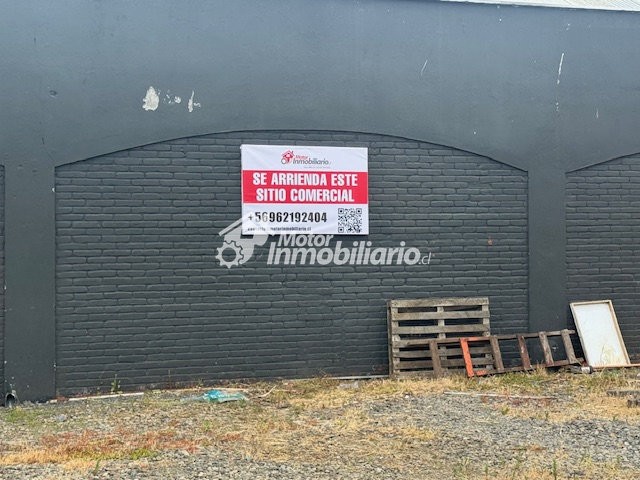 Motor
Inmobiliario
SE ARRIENDA ESTE
SITIO COMERCIAL
+56962192404
Motor
Inmobiliario.cl